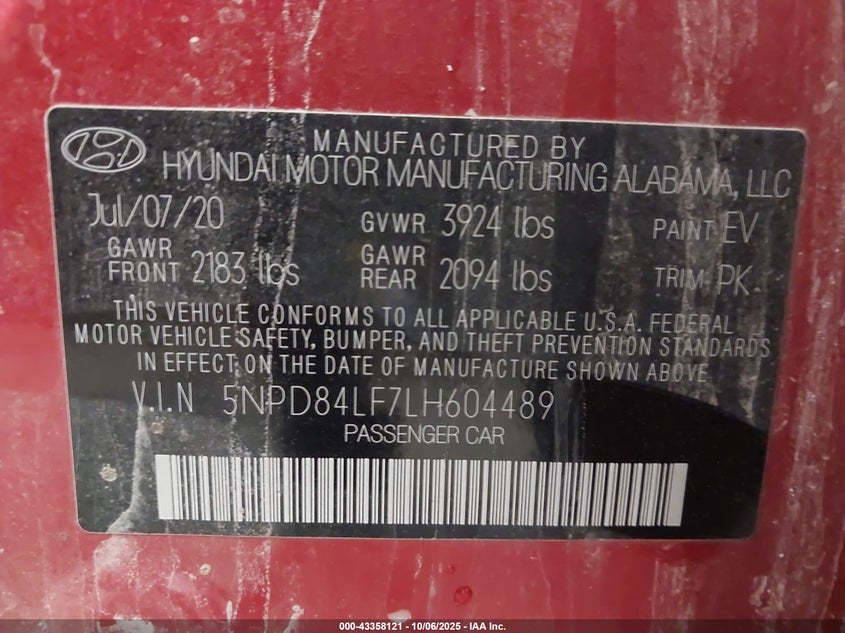 MANUFACTURED BY
HYUNDAI MOTOR MANUFACTURING ALABAMA, LLC
Jul/07/20 GVWR 3924 lbs PAINT EV
GAWR FRONT 2183 lbs GAWR REAR 2094 lbs TRIM PK
THIS VEHICLE CONFORMS TO ALL APPLICABLE U.S.A. FEDERAL
MOTOR VEHICLE SAFETY, BUMPER, AND THEFT PREVENTION STANDARDS
IN EFFECT ON THE DATE OF MANUFACTURE SHOWN ABOVE.
V.I.N 5NPD84LF7LH604489
PASSENGER CAR
000-43358121 - 10/06/2025 - IAA Inc.